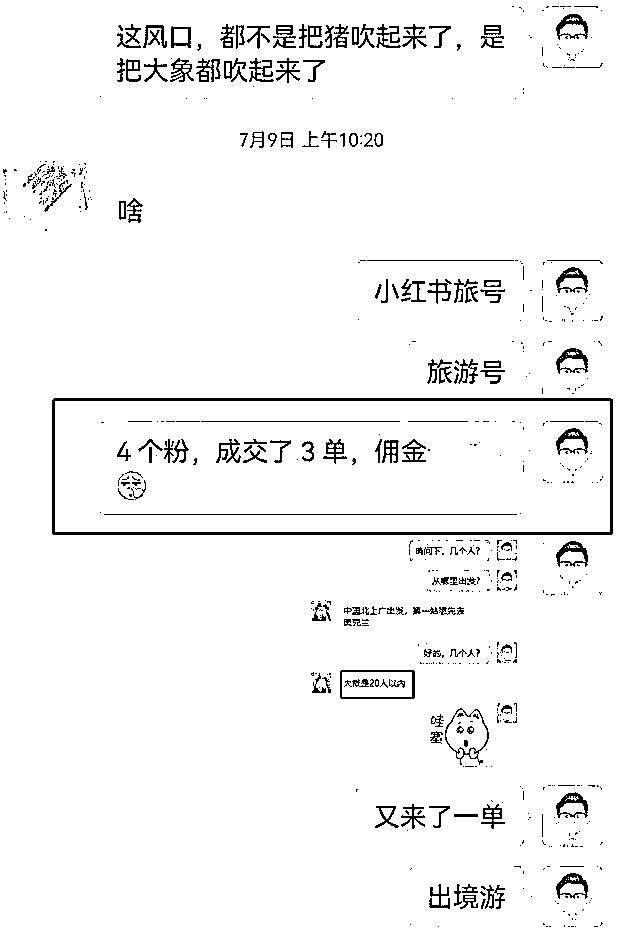 这风口，都不是把猪吹起来了，是
把大象都吹起来了
7月9日 上午10:20
啥
小红书旅号
旅游号
4个粉，成交了3单，佣金
请问下，几个人？
从哪里出发？
中国北上广出发，第一站想先去
奥克兰
好的，几个人？
大概是20人以内
哇
塞
又来了一单
出境游